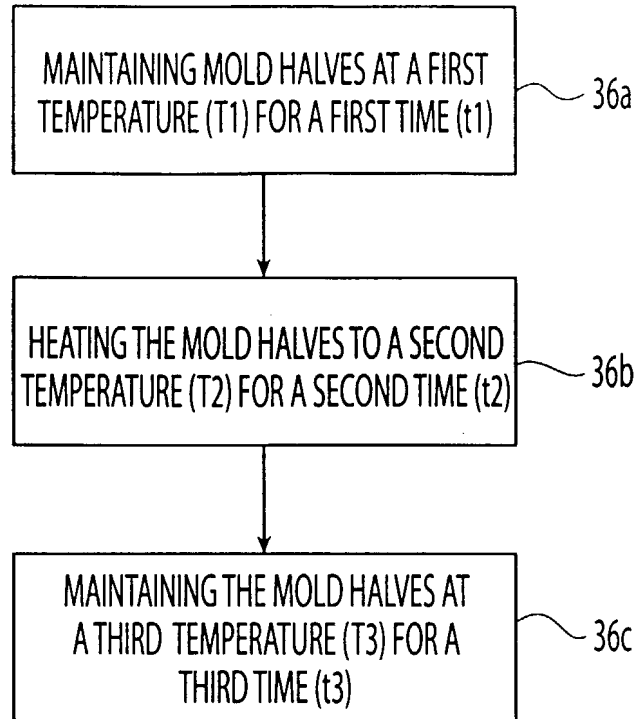 MAINTAINING MOLD HALVES AT A FIRST
TEMPERATURE (T1) FOR A FIRST TIME (t1)
36a
HEATING THE MOLD HALVES TO A SECOND
TEMPERATURE (T2) FOR A SECOND TIME (t2)
36b
MAINTAINING THE MOLD HALVES AT
A THIRD TEMPERATURE (T3) FOR A
THIRD TIME (t3)
36c